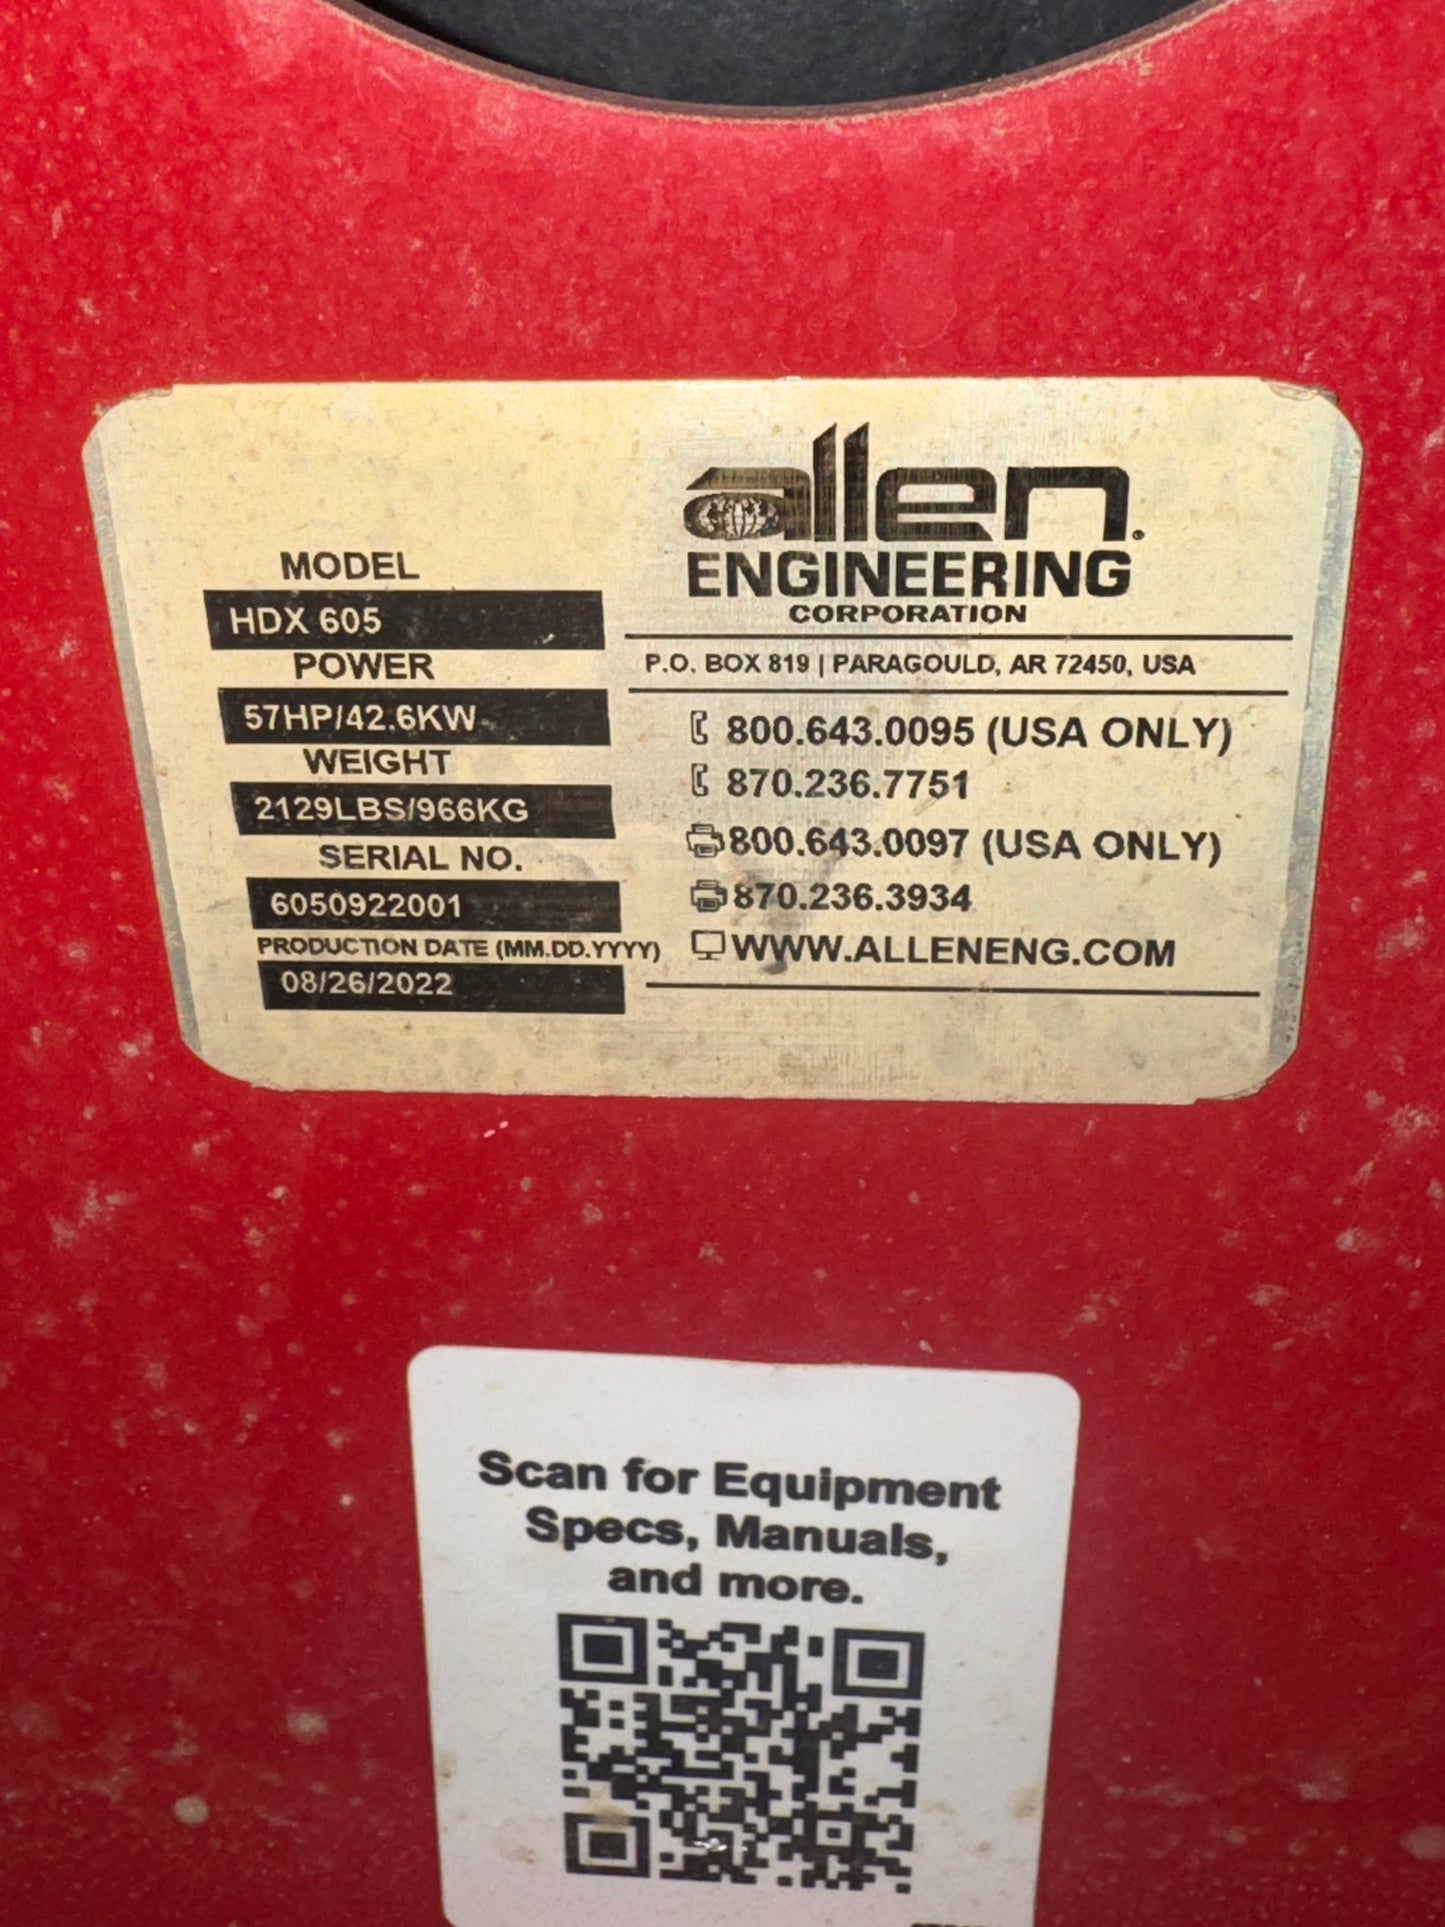 allen
ENGINEERING
CORPORATION
P.O. BOX 819 | PARAGOULD, AR 72450, USA
800.643.0095 (USA ONLY)
870.236.7751
800.643.0097 (USA ONLY)
870.236.3934
WWW.ALLENENG.COM
MODEL
HDX 605
POWER
57HP/42.6KW
WEIGHT
2129LBS/966KG
SERIAL NO.
6050922001
PRODUCTION DATE (MM.DD.YYYY)
08/26/2022
Scan for Equipment
Specs, Manuals,
and more.